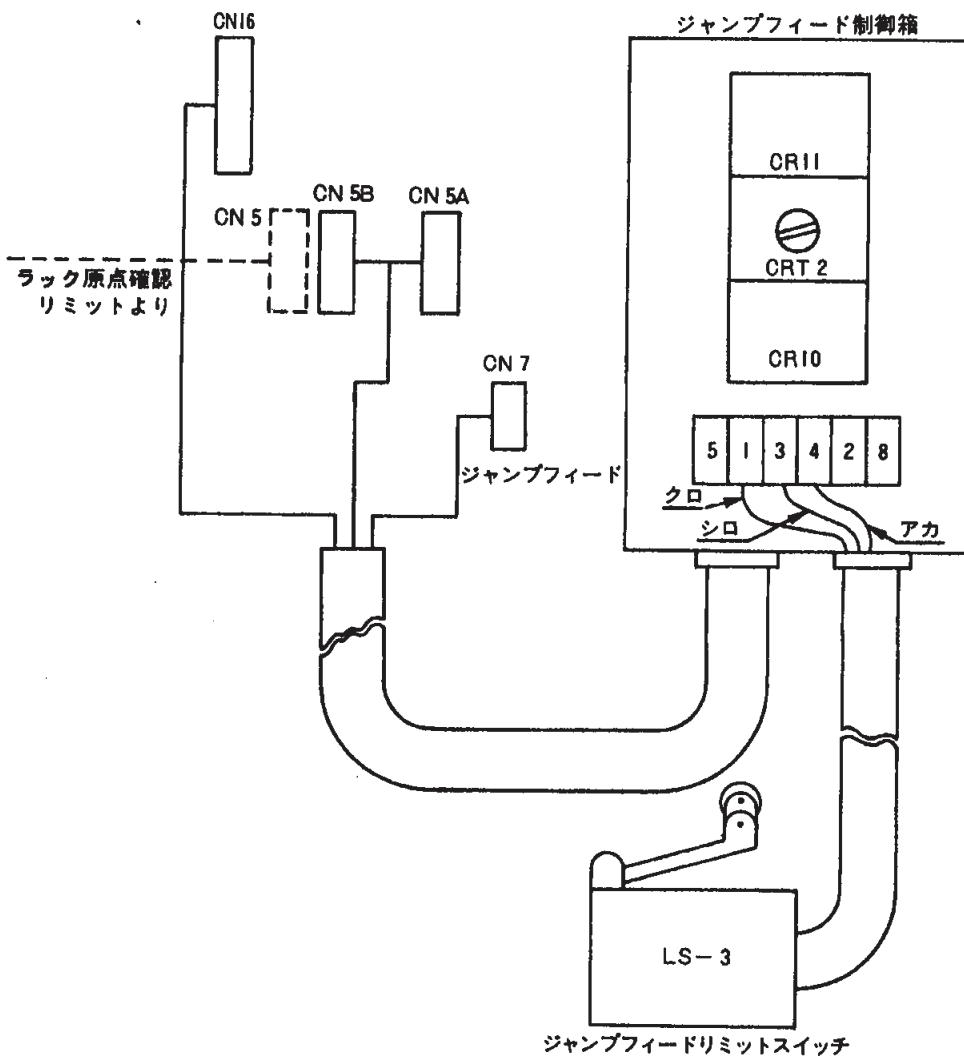 CN16
ジャンプフィード制御箱
CR11
CN 5
CN 5B
CN 5A
CRT 2
ラック原点確認
リミットより
CR10
CN 7
ジャンプフィード
5 1 3 4 2 8
クロ
シロ
アカ
LS-3
ジャンプフィードリミットスイッチ